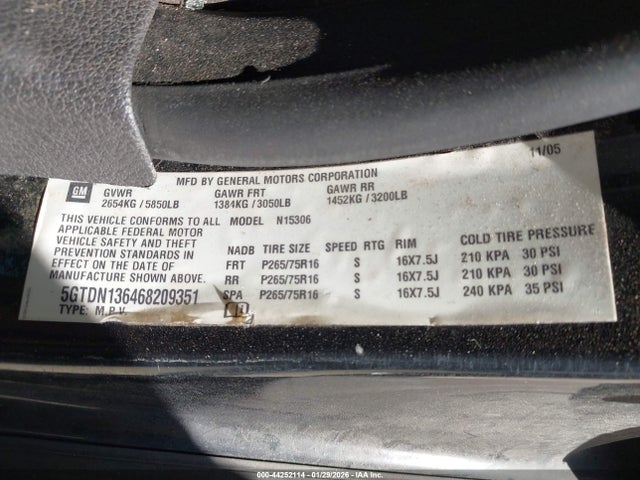 11/05
MFD BY GENERAL MOTORS CORPORATION
GM GVWR GAWR FRT GAWR RR
2654KG / 5850LB 1384KG / 3050LB 1452KG / 3200LB
THIS VEHICLE CONFORMS TO ALL MODEL N15306
APPLICABLE FEDERAL MOTOR
VEHICLE SAFETY AND THEFT
PREVENTION STANDARDS IN
EFFECT ON DATE OF MANUFACTURE
SHOWN ABOVE
NADB TIRE SIZE SPEED RTG RIM COLD TIRE PRESSURE
FRT P265/75R16 S 16X7.5J 210 KPA 30 PSI
RR P265/75R16 S 16X7.5J 210 KPA 30 PSI
SPA P265/75R16 S 16X7.5J 240 KPA 35 PSI
5GTDN136468209351
TYPE: M.P.V.
000-44252114 - 01/29/2026 - IAA, Inc.